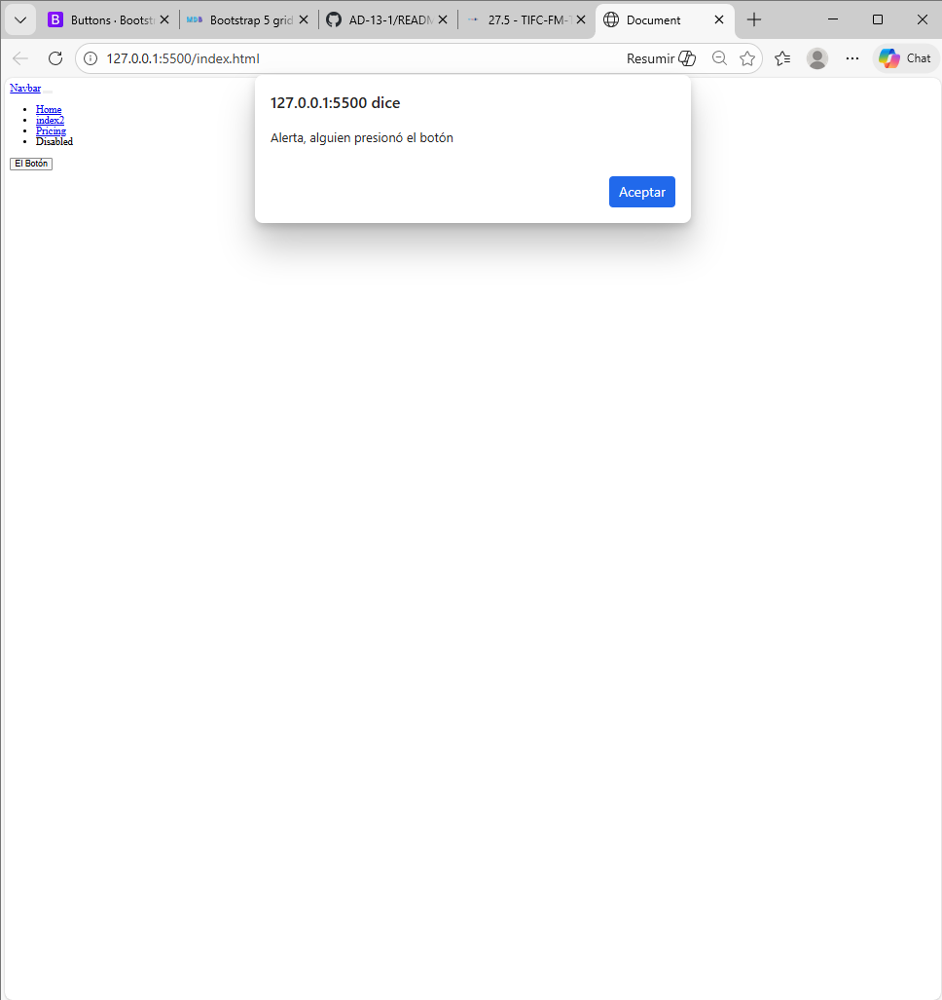 Buttons · Bootst
Bootstrap 5 grid
AD-13-1/READM
27.5 - TIFC-FM-
Document
127.0.0.1:5500/index.html
Resumir
Chat
Navbar
Home
index2
Pricing
Disabled
El Botón
127.0.0.1:5500 dice
Alerta, alguien presionó el botón
Aceptar